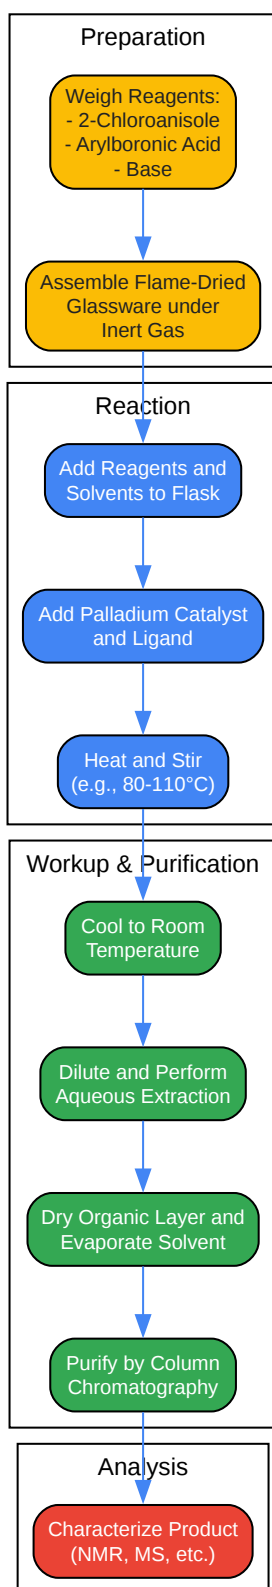 Preparation
Weigh Reagents:
- 2-Chloroanisole
- Arylboronic Acid
- Base
Assemble Flame-Dried
Glassware under
Inert Gas
Reaction
Add Reagents and
Solvents to Flask
Add Palladium Catalyst
and Ligand
Heat and Stir
(e.g., 80-110°C)
Workup & Purification
Cool to Room
Temperature
Dilute and Perform
Aqueous Extraction
Dry Organic Layer and
Evaporate Solvent
Purify by Column
Chromatography
Analysis
Characterize Product
(NMR, MS, etc.)